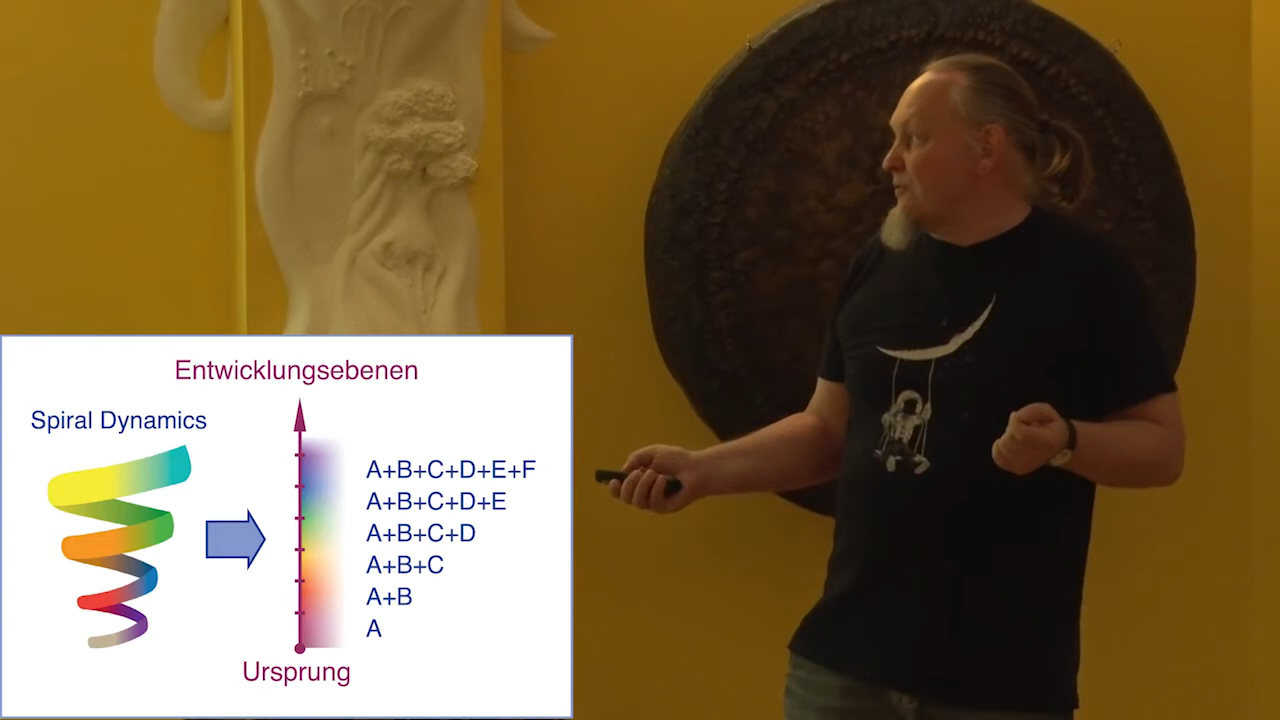 Entwicklungsebenen
Spiral Dynamics
A+B+C+D+E+F
A+B+C+D+E
A+B+C+D
A+B+C
A+B
A
Ursprung